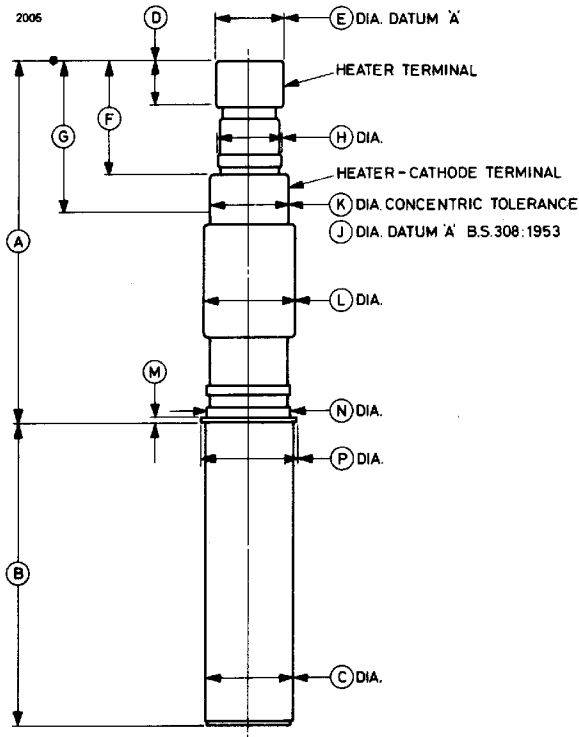 2005
D
E DIA. DATUM 'A'
HEATER TERMINAL
F
G
H DIA.
HEATER-CATHODE TERMINAL
K DIA. CONCENTRIC TOLERANCE
J DIA. DATUM 'A' B.S.308:1953
A
L DIA.
M
N DIA.
P DIA.
B
C DIA.